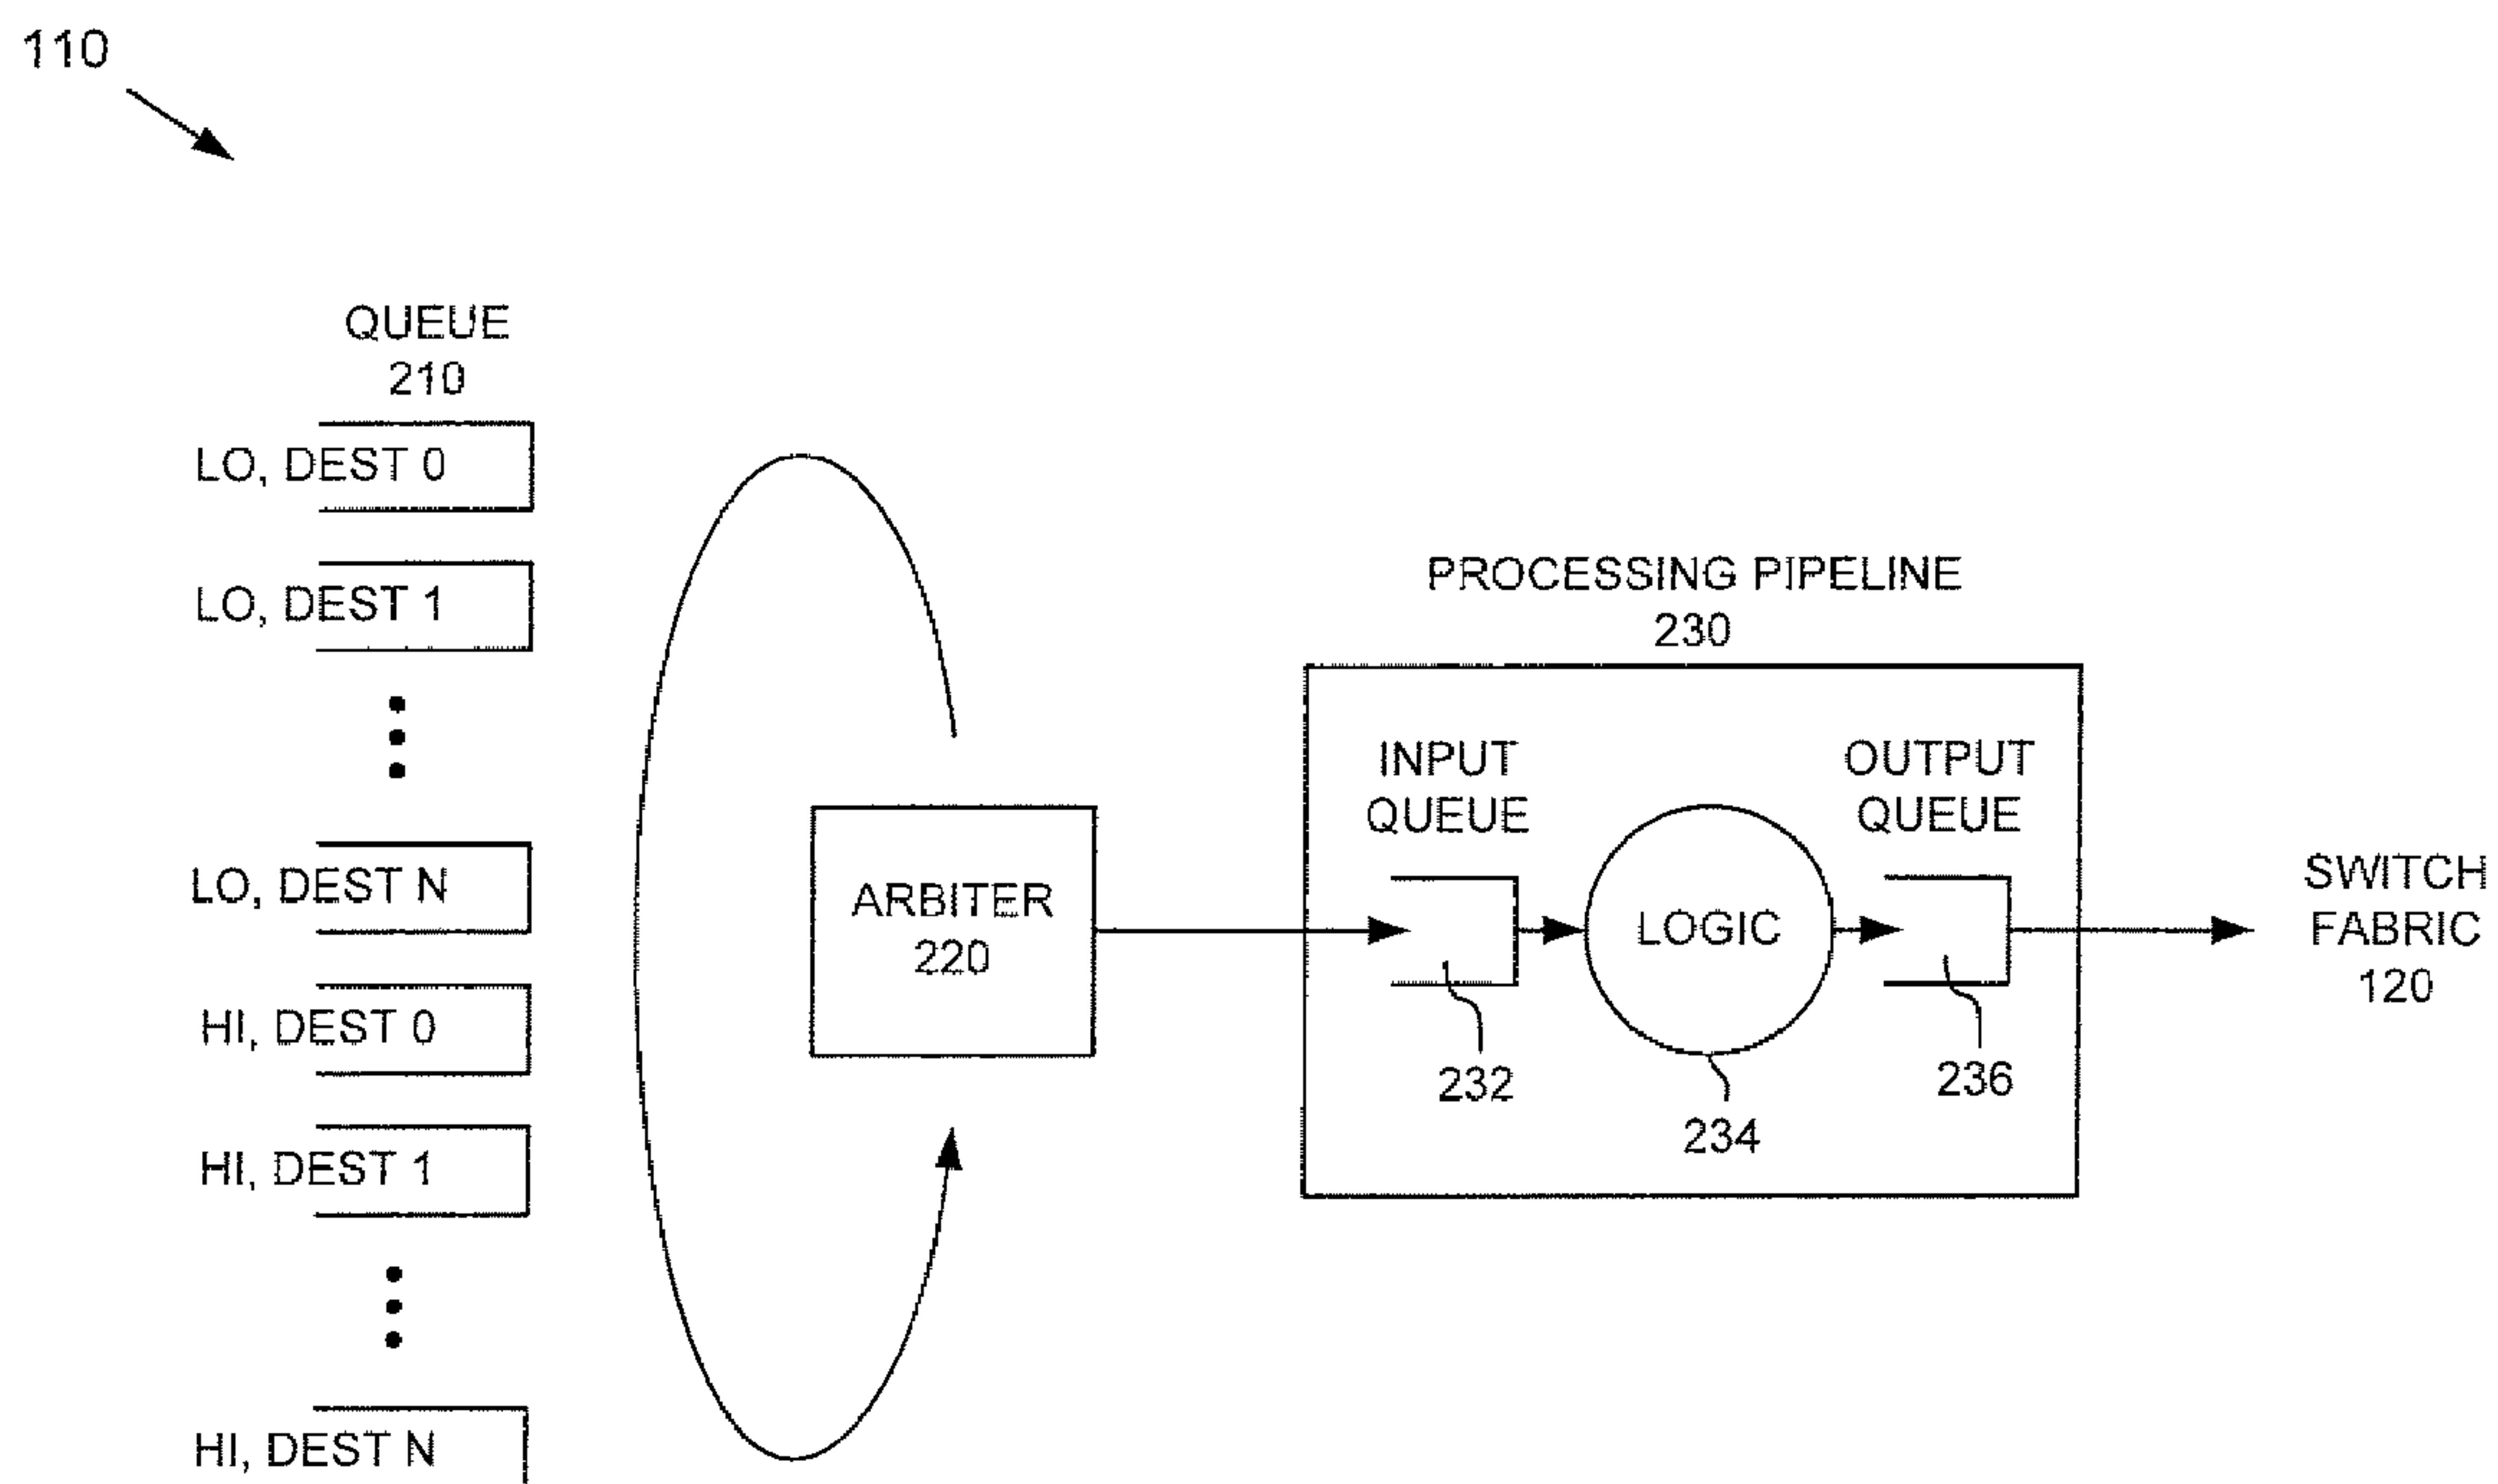 110
QUEUE
210
LO, DEST 0
LO, DEST 1
LO, DEST N
HI, DEST 0
HI, DEST 1
HI, DEST N
ARBITER
220
PROCESSING PIPELINE
230
INPUT
QUEUE
232
LOGIC
234
OUTPUT
QUEUE
236
SWITCH
FABRIC
120